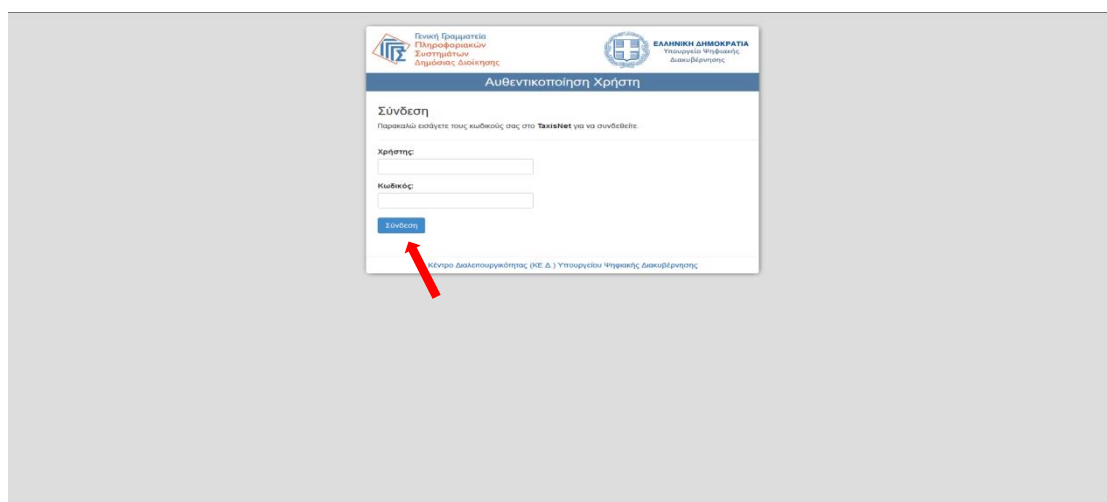 Γενική Γραμματεία
Πληροφοριακών
Συστημάτων
Δημόσιας Διοίκησης
ΕΛΛΗΝΙΚΗ ΔΗΜΟΚΡΑΤΙΑ
Υπουργείο Ψηφιακής
Διακυβέρνησης
Αυθεντικοποίηση Χρήστη
Σύνδεση
Παρακαλώ εισάγετε τους κωδικούς σας στο TaxisNet για να συνδεθείτε.
Χρήστης:
Κωδικός:
Σύνδεση
Κέντρο Διαλειτουργικότητας (ΚΕ.Δ.) Υπουργείου Ψηφιακής Διακυβέρνησης